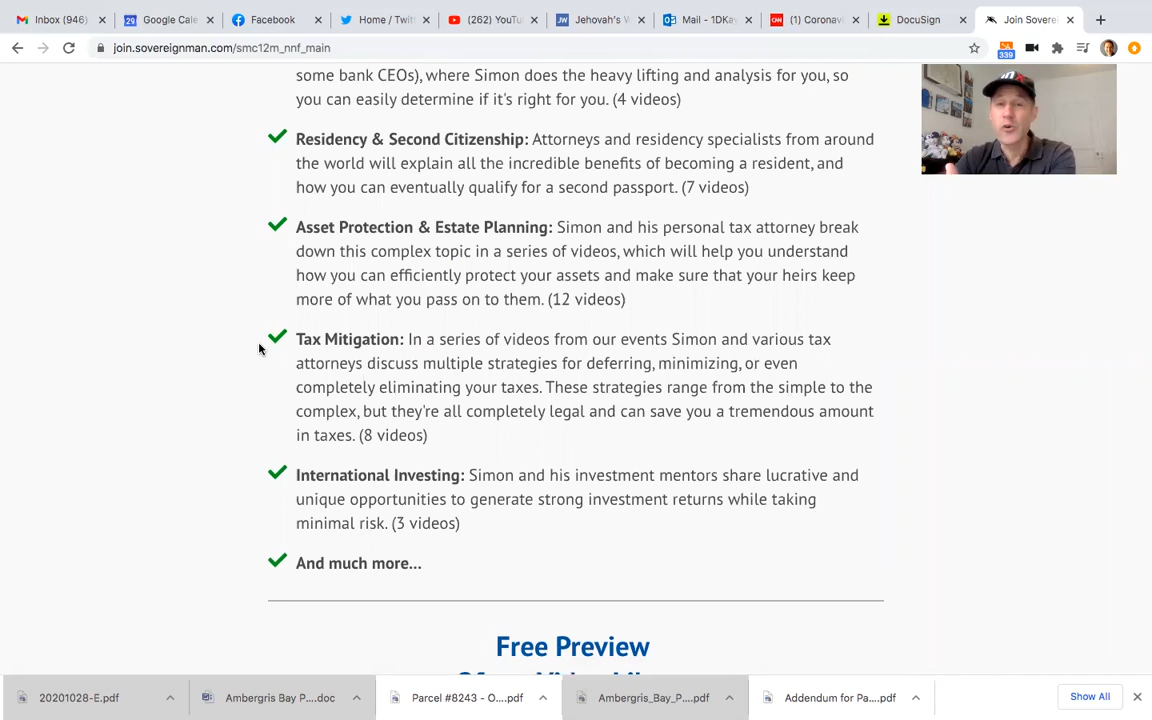 Inbox (946)
Google Cale
Facebook
Home / Twitt
(262) YouTu
Jehovah's V
Mail - 1DKay
(1) Coronavi
DocuSign
Join Soverei
join.sovereignman.com/smc12m_nnf_main
339
some bank CEOs), where Simon does the heavy lifting and analysis for you, so
you can easily determine if it's right for you. (4 videos)
Residency & Second Citizenship: Attorneys and residency specialists from around
the world will explain all the incredible benefits of becoming a resident, and
how you can eventually qualify for a second passport. (7 videos)
Asset Protection & Estate Planning: Simon and his personal tax attorney break
down this complex topic in a series of videos, which will help you understand
how you can efficiently protect your assets and make sure that your heirs keep
more of what you pass on to them. (12 videos)
Tax Mitigation: In a series of videos from our events Simon and various tax
attorneys discuss multiple strategies for deferring, minimizing, or even
completely eliminating your taxes. These strategies range from the simple to the
complex, but they're all completely legal and can save you a tremendous amount
in taxes. (8 videos)
International Investing: Simon and his investment mentors share lucrative and
unique opportunities to generate strong investment returns while taking
minimal risk. (3 videos)
And much more...
Free Preview
20201028-E.pdf
Ambergris Bay P....doc
Parcel #8243 - O....pdf
Ambergris_Bay_P....pdf
Addendum for Pa....pdf
Show All